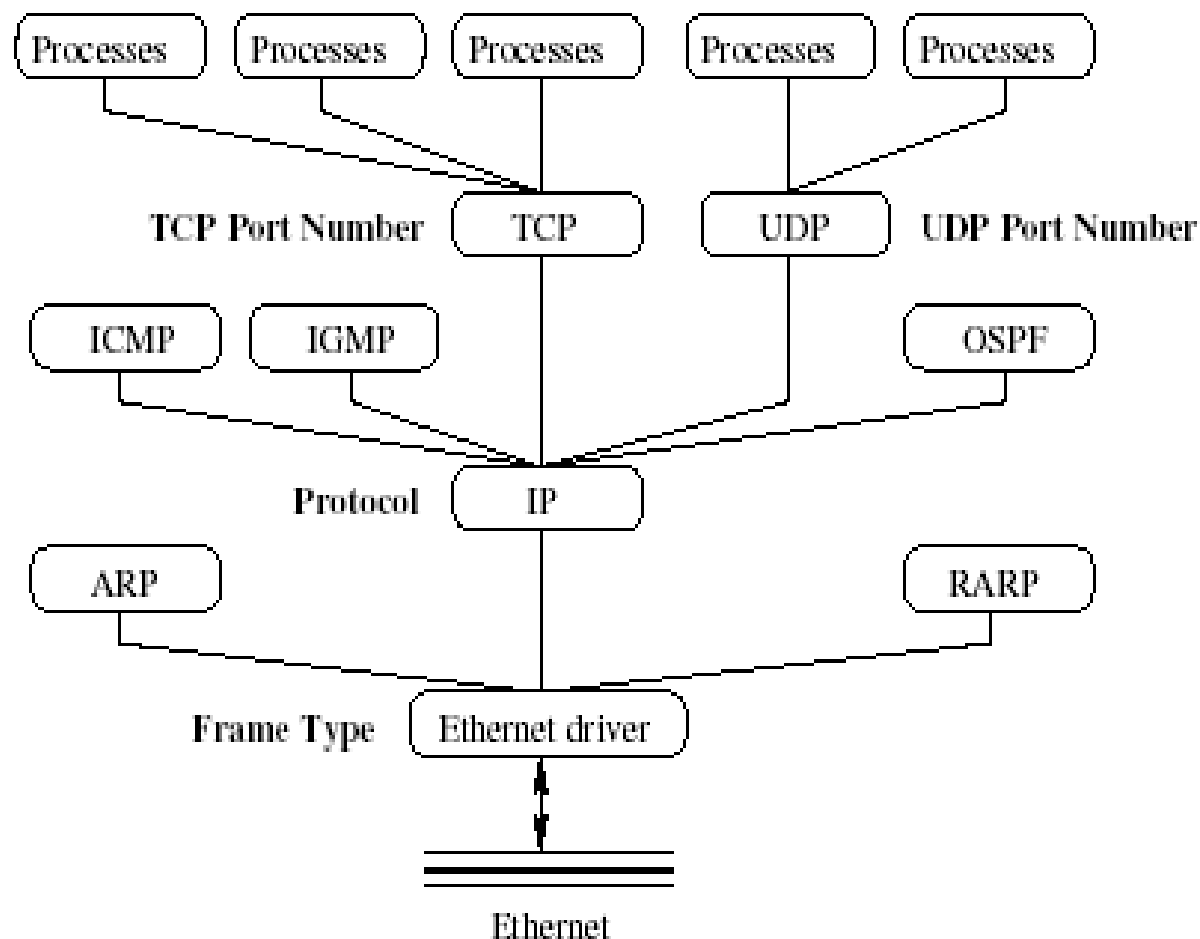 Processes Processes Processes Processes Processes
TCP Port Number TCP UDP UDP Port Number
ICMP IGMP OSPF
Protocol IP
ARP RARP
Frame Type Ethernet driver
Ethernet